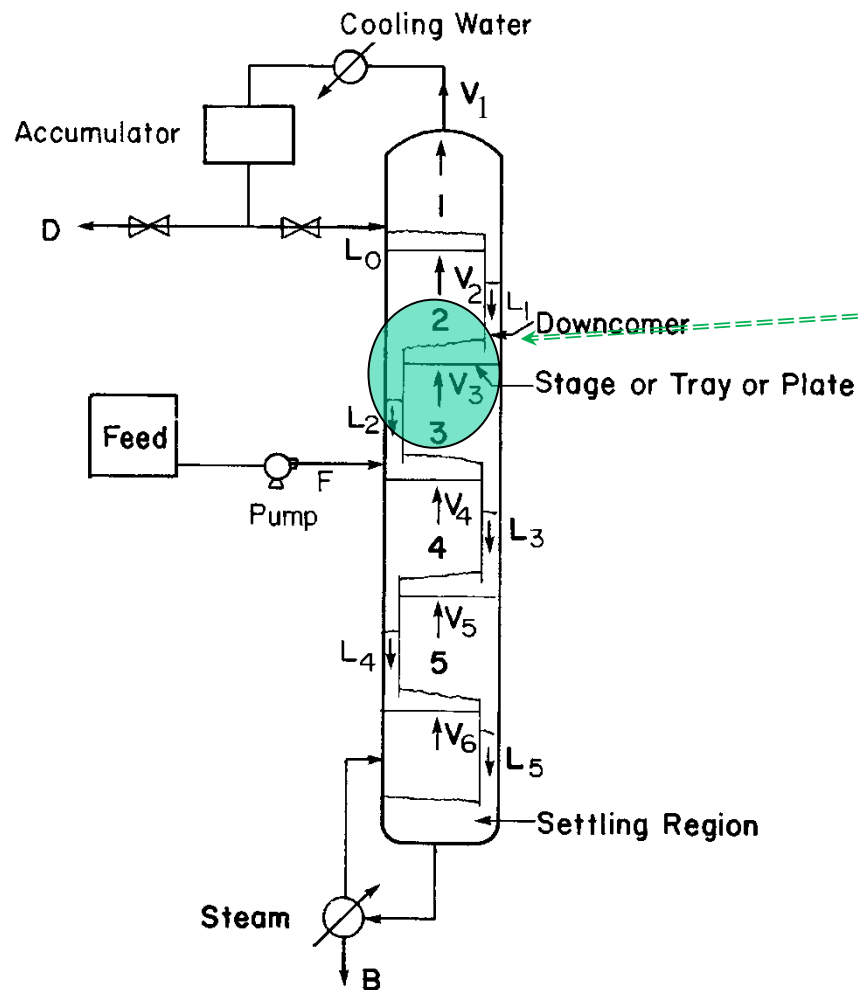 Cooling Water
V1
Accumulator
1
D
L0
V2
L1
2
Downcomer
V3
Stage or Tray or Plate
L2
3
Feed
F
Pump
V4
L3
4
V5
L4
5
V6
L5
Settling Region
Steam
B